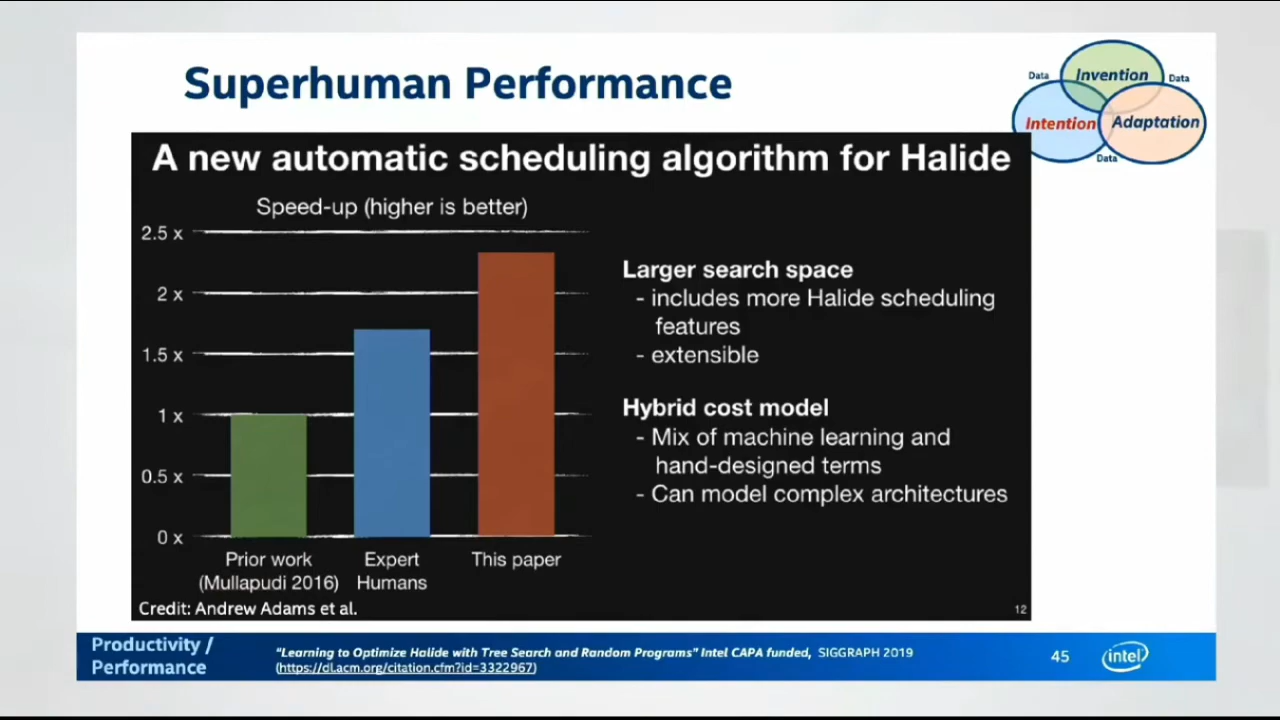 Superhuman Performance
Data
Invention
Data
Intention
Adaptation
Data
A new automatic scheduling algorithm for Halide
Speed-up (higher is better)
2.5 x
2 x
1.5 x
1 x
0.5 x
0 x
Prior work
(Mullapudi 2016)
Expert
Humans
This paper
Larger search space
- includes more Halide scheduling
features
- extensible
Hybrid cost model
- Mix of machine learning and
hand-designed terms
- Can model complex architectures
Credit: Andrew Adams et al.
12
Productivity /
Performance
"Learning to Optimize Halide with Tree Search and Random Programs" Intel CAPA funded, SIGGRAPH 2019
(https://dl.acm.org/citation.cfm?id=3322967)
45
intel